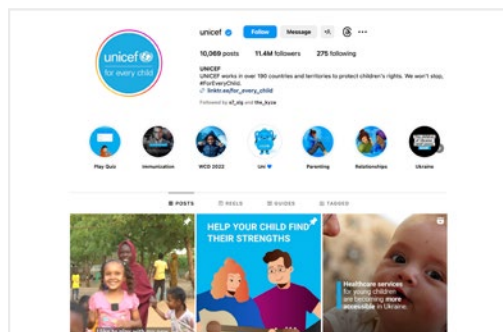 unicef
Follow
Message
unicef
for every child
10,069 posts 11.4M followers 275 following
UNICEF
UNICEF works in over 190 countries and territories to protect children's rights. We won't stop,
#ForEveryChild.
linktr.ee/for_every_child
Play Quiz Immunication WCD 2022 Uni Parenting Relationships Ukraine
POSTS REELS GUIDES TAGGED
HELP YOUR CHILD FIND
THEIR STRENGTHS
Healthcare services
for young children
are becoming more
accessible in Ukraine.